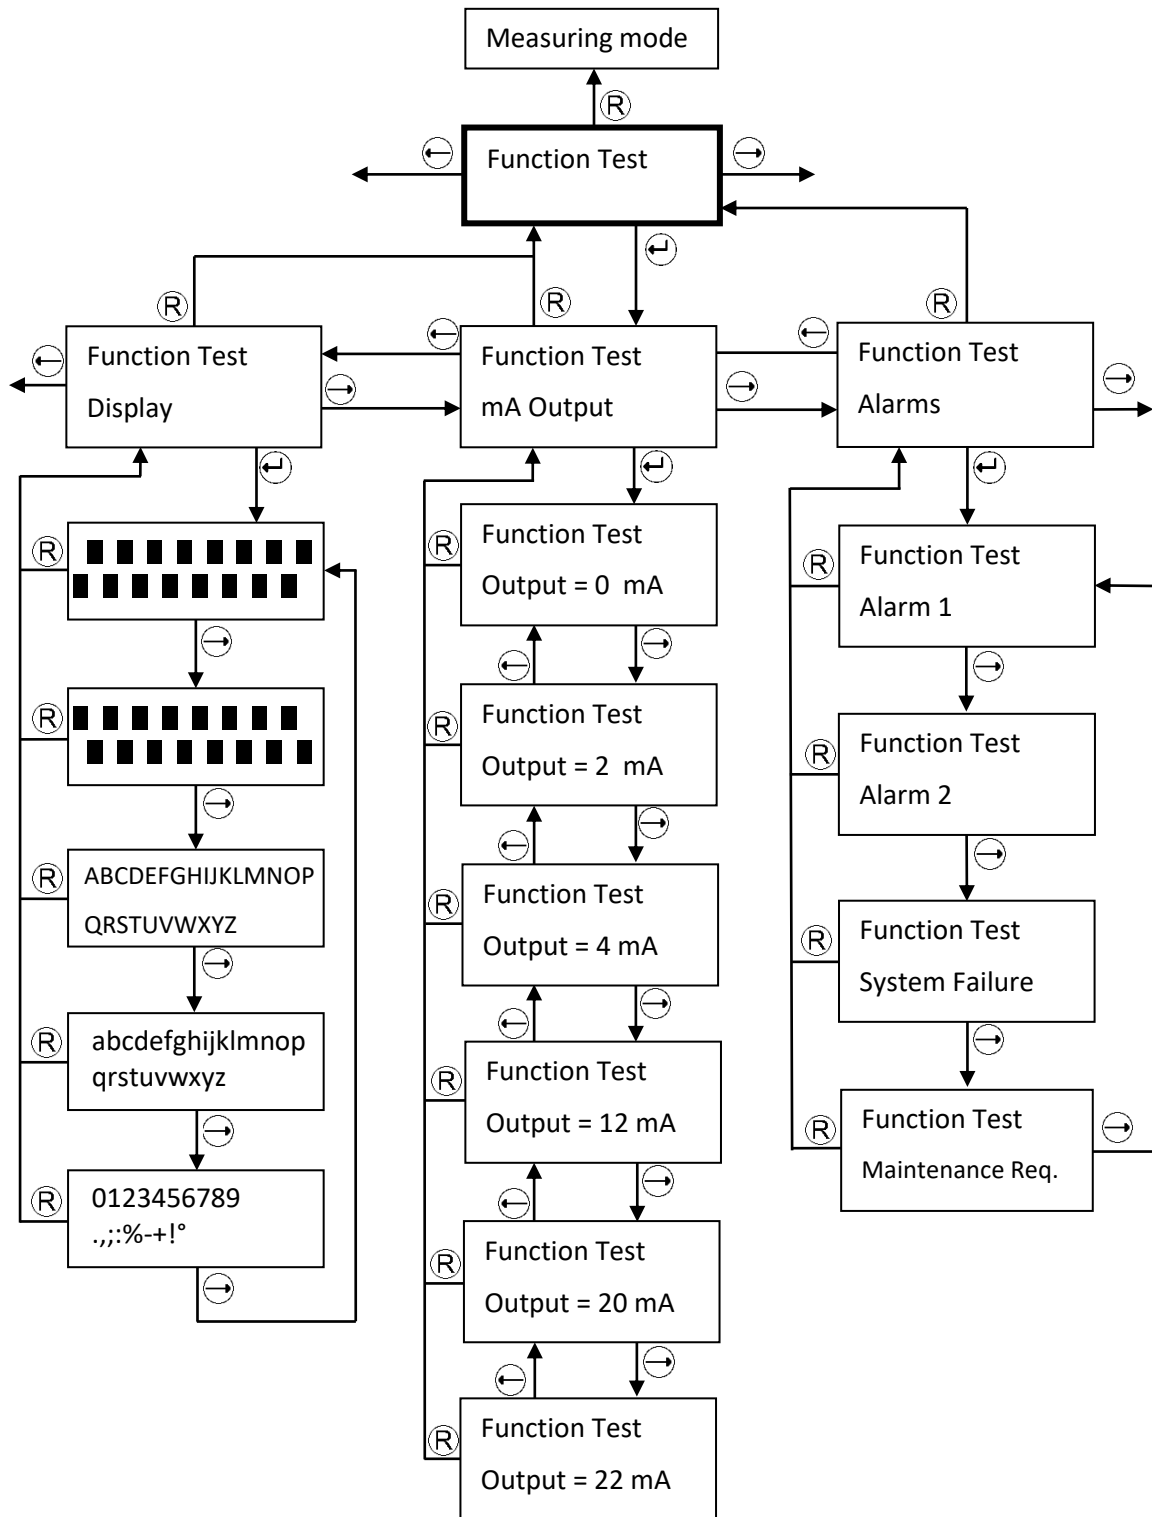 Measuring mode
R
Function Test
R
R
R
Function Test
Display
Function Test
mA Output
Function Test
Alarms
R
R
ABCDEFGHIJKLMNOP
QRSTUVWXYZ
R
abcdefghijklmnop
qrstuvwxyz
R
0123456789
.,;:%-+!°
R
Function Test
Output = 0  mA
R
Function Test
Output = 2  mA
R
Function Test
Output = 4 mA
R
Function Test
Output = 12 mA
R
Function Test
Output = 20 mA
R
Function Test
Output = 22 mA
R
Function Test
Alarm 1
R
Function Test
Alarm 2
R
Function Test
System Failure
R
Function Test
Maintenance Req.
R